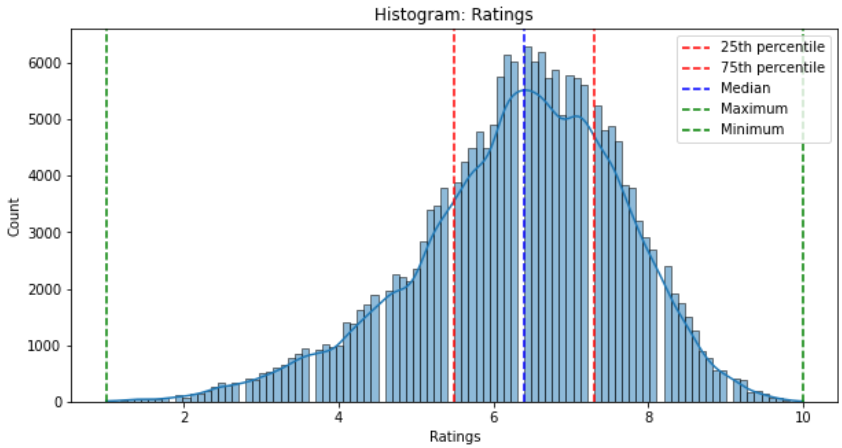 Histogram: Ratings
25th percentile
75th percentile
Median
Maximum
Minimum
6000
5000
4000
3000
2000
1000
0
Count
2 4 6 8 10
Ratings